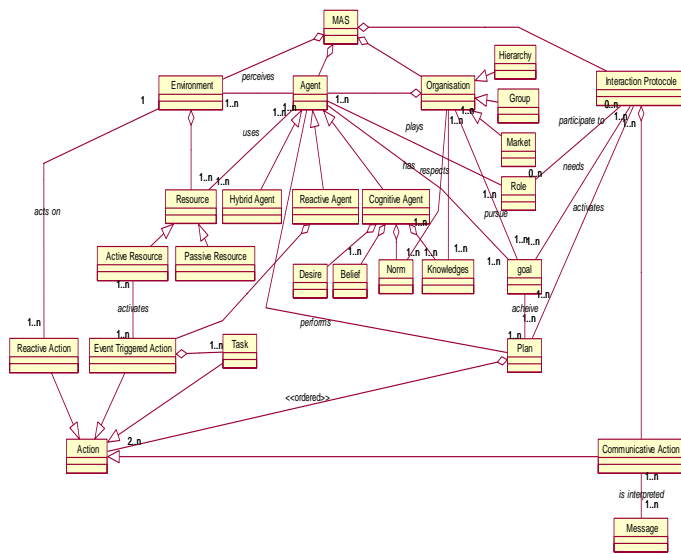 MAS
Hierarchy
perceives
Environment
Agent
Organisation
Interaction Protocole
1
1..n
1..n
1..n
1..n
0..n
1..n
1..n
Group
uses
plays
participate to
Market
has
respects
needs
1..n
1..n
0..n
Resource
Hybrid Agent
Reactive Agent
Cognitive Agent
Role
acts on
pursue
activates
1..n
Active Resource
Passive Resource
1..n
1..n
1..n
1..n
1..n
1..n
Desire
Belief
Norm
Knowledges
goal
1..n
1..n
activates
acheive
1..n
1..n
1..n
1..n
performs
1..n
Reactive Action
Event Triggered Action
Task
Plan
<<ordered>>
2..n
Action
Communicative Action
1..n
is interpreted
1..n
Message